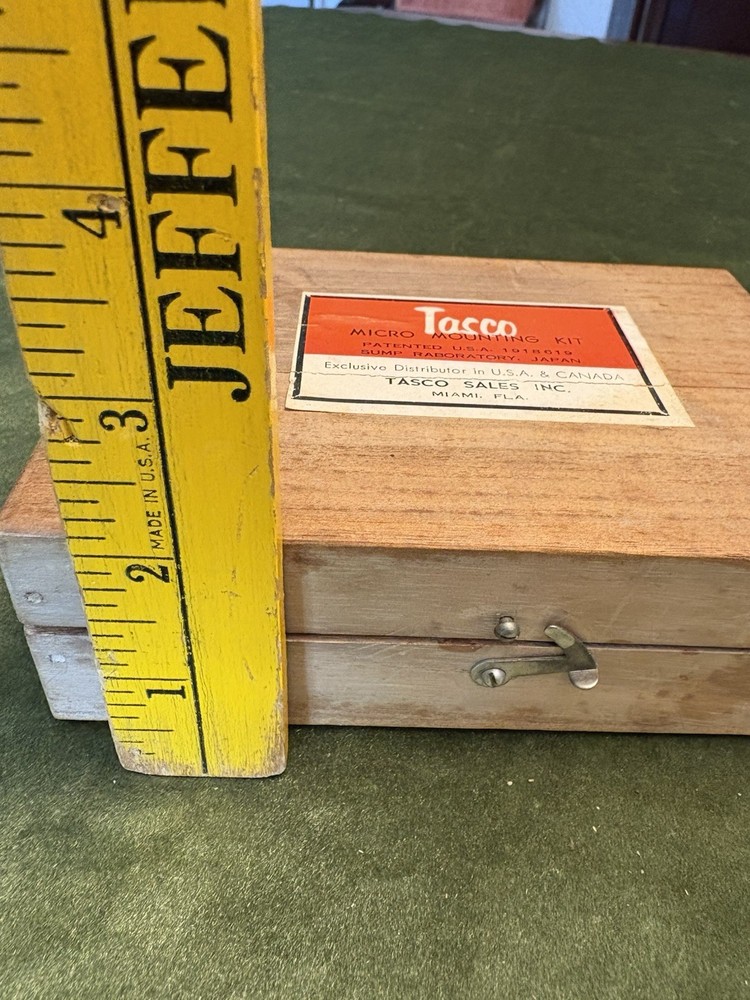 JEFFE
4
3
2
1
MADE IN U.S.A.
Tasco
MICRO MOUNTING KIT
PATENTED U.S.A. 1918619
SUMP RABORATORY, JAPAN
Exclusive Distributor in U.S.A. & CANADA
TASCO SALES INC.
MIAMI. FLA.